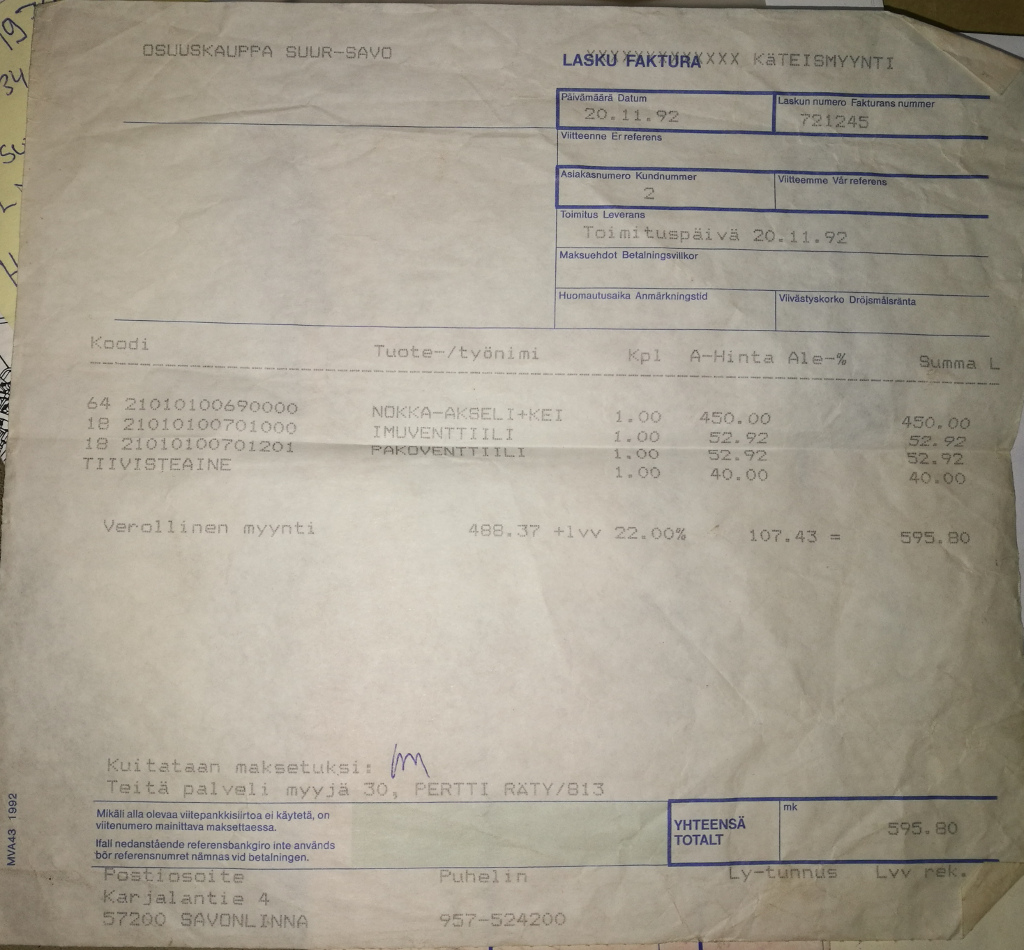 OSUUSKAUPPA SUUR-SAVO
LASKU FAKTURA XXX KÄTEISMYYNTI
Päivämäärä Datum
20.11.92
Laskun numero Fakturans nummer
721245
Viitteenne Er referens
Asiakasnumero Kundnummer
2
Viitteemme Vår referens
Toimitus Leverans
Toimituspäivä 20.11.92
Maksuehdot Betalningsvillkor
Huomautusaika Anmärkningstid
Viivästyskorko Dröjsmålsränta
Koodi Tuote-/työnimi Kpl A-Hinta Ale-% Summa L
64 21010100690000 NOKKA-AKSELI+KEI 1.00 450.00 450.00
18 21010100701000 IMUVENTTIILI 1.00 52.92 52.92
18 21010100701201 PAKOVENTTIILI 1.00 52.92 52.92
TIIVISTEAINE 1.00 40.00 40.00
Verollinen myynti 488.37 +lvv 22.00% 107.43 = 595.80
Kuitataan maksetuksi:
Teitä palveli myyjä 30, PERTTI RÄTY/813
Mikäli alla olevaa viitepankkisiirtoa ei käytetä, on
viitenumero mainittava maksettaessa.
Ifall nedanstående referensbankgiro inte används
bör referensnumret nämnas vid betalningen.
YHTEENSÄ
TOTALT
mk
595.80
MVA43 1992
Postiosoite Puhelin Ly-tunnus Lvv rek.
Karjalantie 4
57200 SAVONLINNA 957-524200